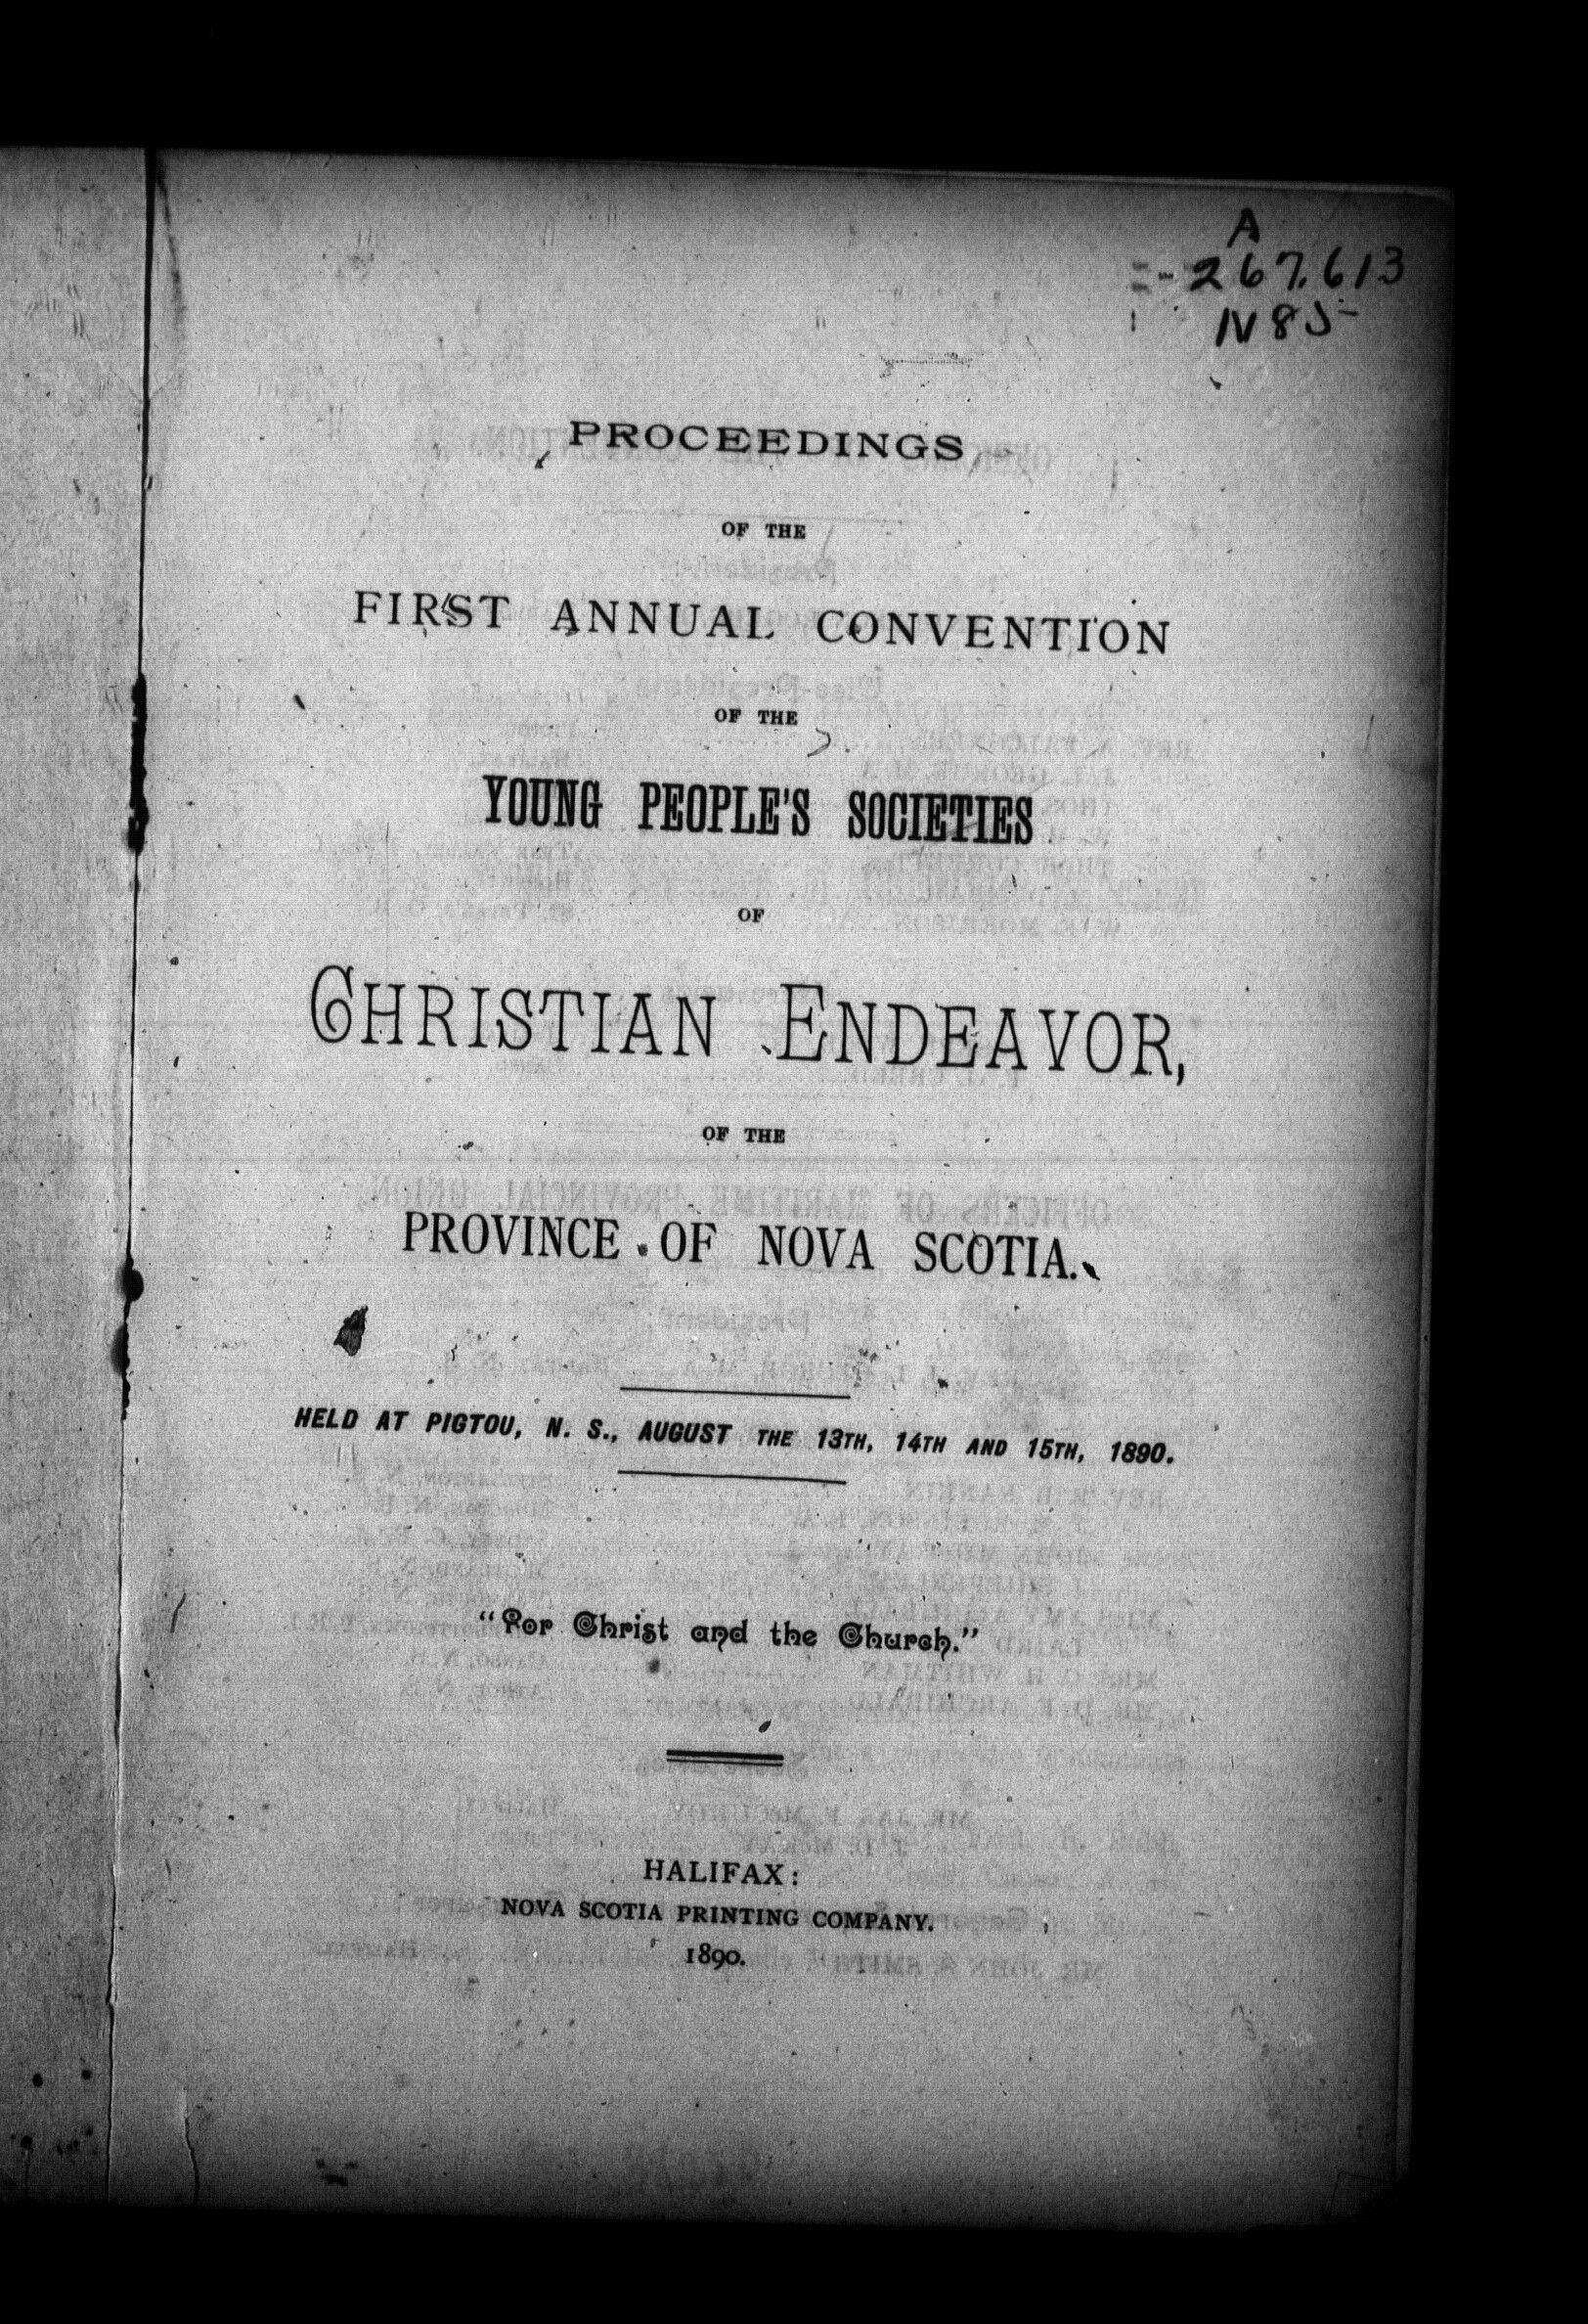 A
267.613
N85
PROCEEDINGS
OF THE
FIRST ANNUAL CONVENTION
OF THE
YOUNG PEOPLE'S SOCIETIES
OF
CHRISTIAN ENDEAVOR,
OF THE
PROVINCE OF NOVA SCOTIA.
HELD AT PIGTOU, N. S., AUGUST THE 13TH, 14TH AND 15TH, 1890.
"For Christ and the Church."
HALIFAX:
NOVA SCOTIA PRINTING COMPANY.
1890.